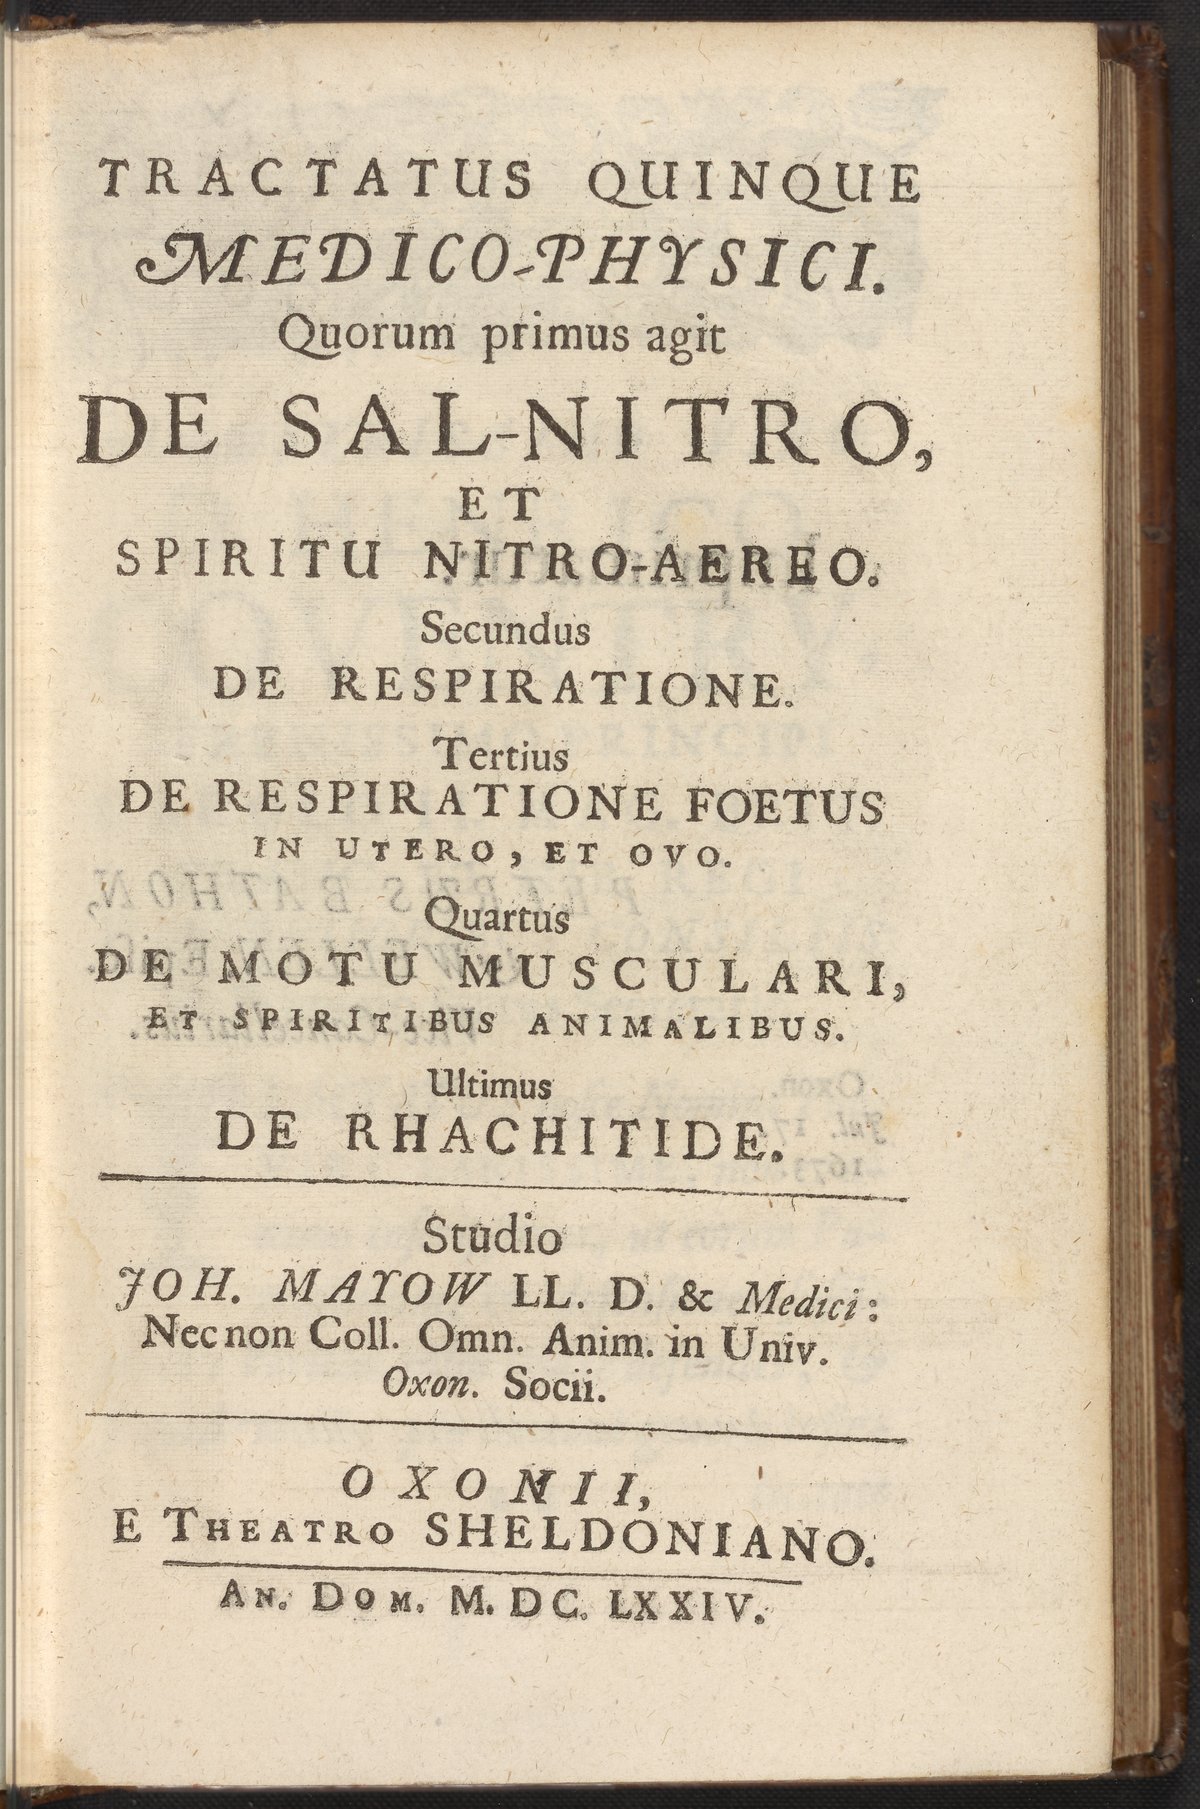 TRACTATUS QUINQUE
MEDICO-PHYSICI.
Quorum primus agit
DE SAL-NITRO,
ET
SPIRITU NITRO-AEREO.
Secundus
DE RESPIRATIONE.
Tertius
DE RESPIRATIONE FOETUS
IN UTERO, ET OVO.
Quartus
DE MOTU MUSCULARI,
ET SPIRITIBUS ANIMALIBUS.
Ultimus
DE RHACHITIDE.
Studio
JOH. MAYOW LL. D. & Medici:
Necnon Coll. Omn. Anim. in Univ.
Oxon. Socii.
OXONII,
E THEATRO SHELDONIANO.
AN. DOM. M. DC. LXXIV.